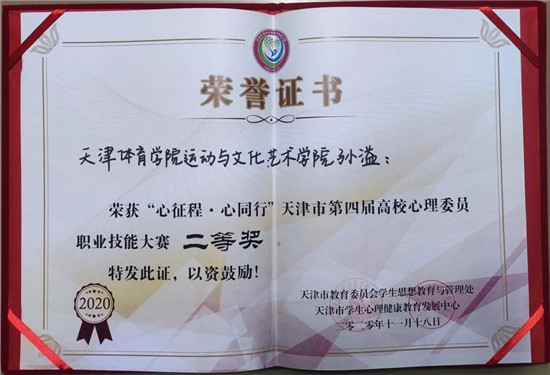 荣誉证书
天津体育学院运动与文化艺术学院孙溢：
荣获“心征程·心同行”天津市第四届高校心理委员
职业技能大赛 二等奖。
特发此证，以资鼓励！
2020
天津市教育委员会学生思想教育与管理处
天津市学生心理健康教育发展中心
二〇二〇年十一月十八日